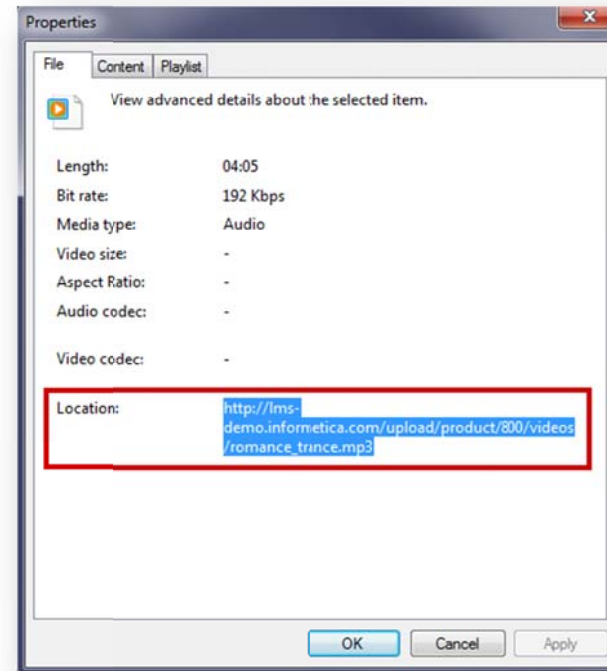 Properties
File Content Playlist
View advanced details about the selected item.
Length: 04:05
Bit rate: 192 Kbps
Media type: Audio
Video size: -
Aspect Ratio: -
Audio codec: -
Video codec: -
Location: http://lms-
demo.informetica.com/upload/product/800/videos
/romance_trance.mp3
OK Cancel Apply